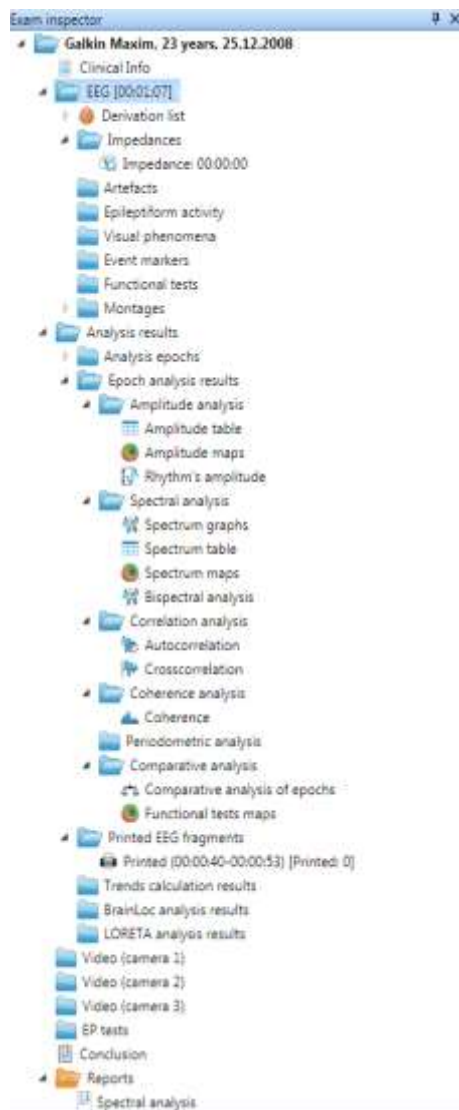 Exam inspector
Galkin Maxim, 23 years, 25.12.2008
Clinical Info
EEG [00:01:07]
Derivation list
Impedances
Impedance: 00:00:00
Artefacts
Epileptiform activity
Visual phenomena
Event markers
Functional tests
Montages
Analysis results
Analysis epochs
Epoch analysis results
Amplitude analysis
Amplitude table
Amplitude maps
Rhythm's amplitude
Spectral analysis
Spectrum graphs
Spectrum table
Spectrum maps
Bispectral analysis
Correlation analysis
Autocorrelation
Crosscorrelation
Coherence analysis
Coherence
Periodometric analysis
Comparative analysis
Comparative analysis of epochs
Functional tests maps
Printed EEG fragments
Printed (00:00:40-00:00:53) [Printed: 0]
Trends calculation results
BrainLoc analysis results
LORETA analysis results
Video (camera 1)
Video (camera 2)
Video (camera 3)
EP tests
Conclusion
Reports
Spectral analysis